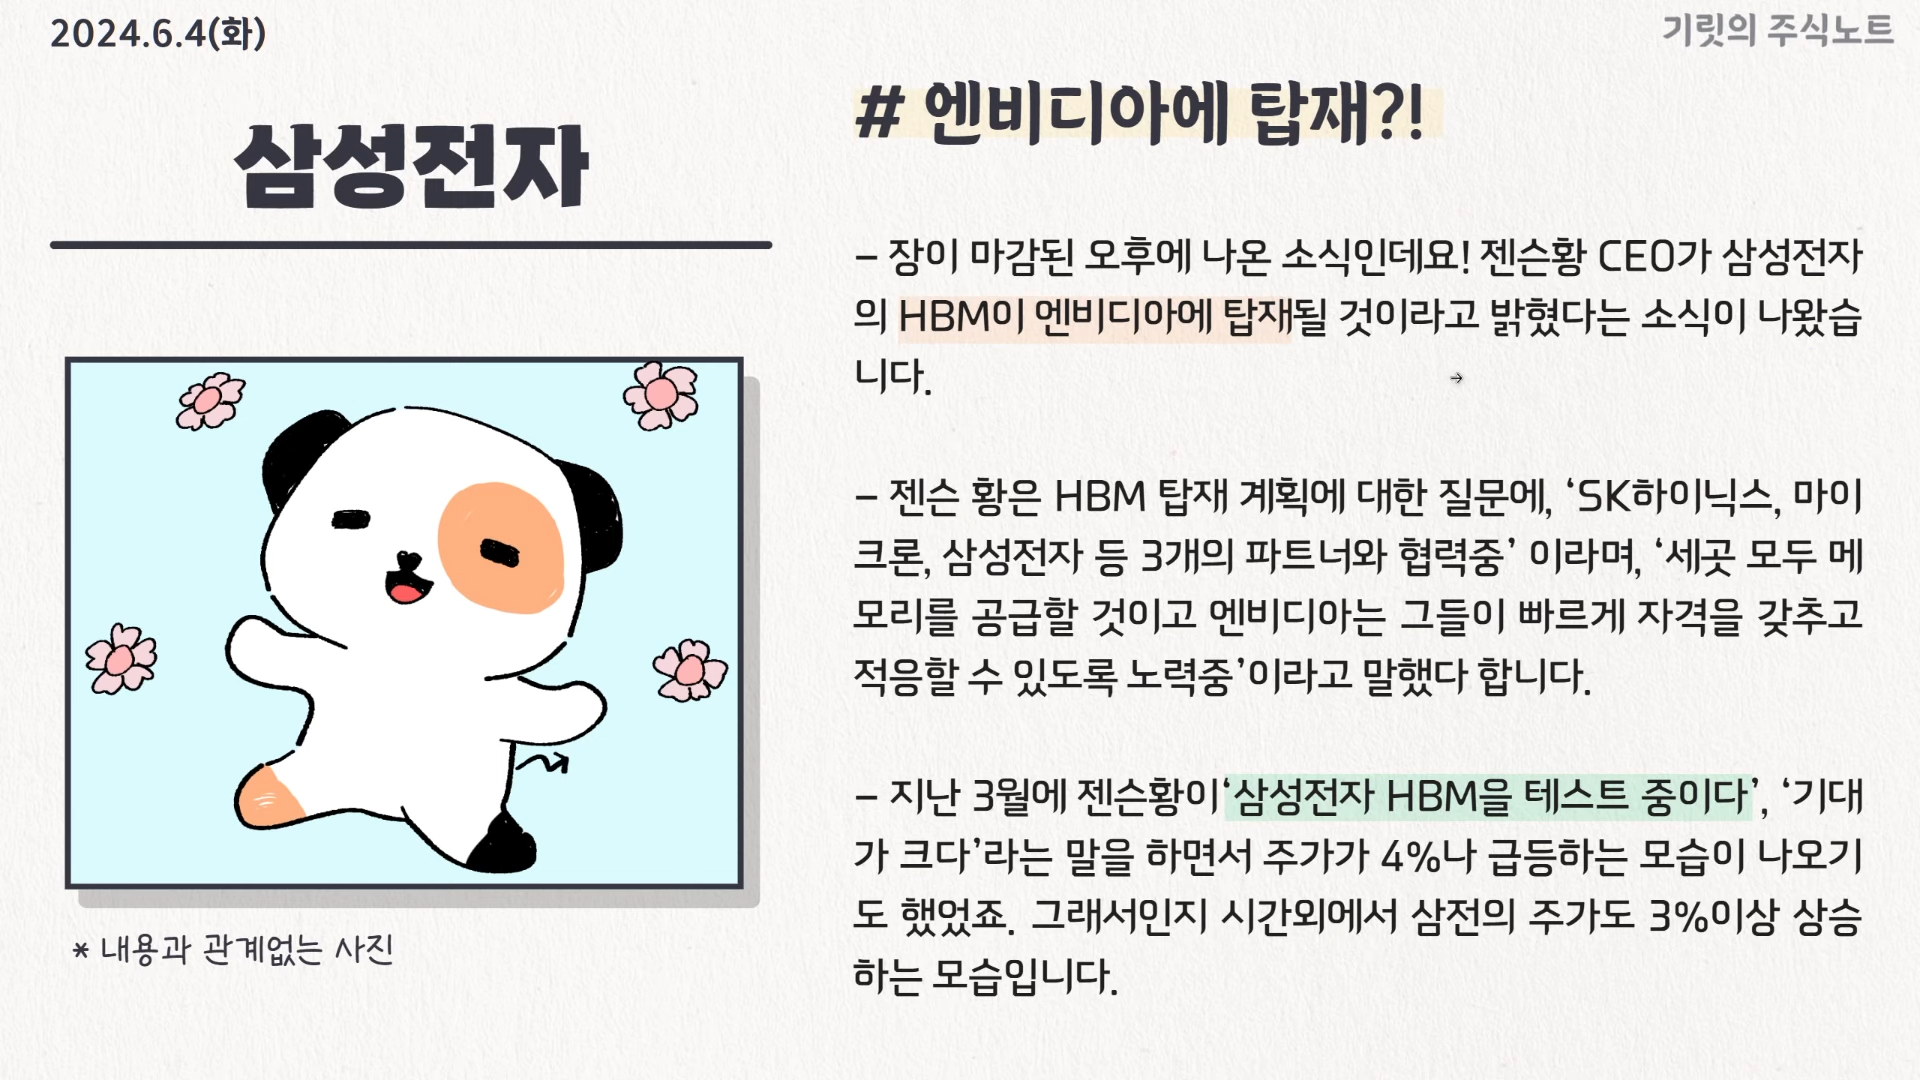 2024.6.4(화)
기릿의 주식노트
삼성전자
* 내용과 관계없는 사진
# 엔비디아에 탑재?!
– 장이 마감된 오후에 나온 소식인데요! 젠슨황 CEO가 삼성전자
의 HBM이 엔비디아에 탑재될 것이라고 밝혔다는 소식이 나왔습
니다.
– 젠슨 황은 HBM 탑재 계획에 대한 질문에, ‘SK하이닉스, 마이
크론, 삼성전자 등 3개의 파트너와 협력중’ 이라며, ‘세곳 모두 메
모리를 공급할 것이고 엔비디아는 그들이 빠르게 자격을 갖추고
적응할 수 있도록 노력중’이라고 말했다 합니다.
– 지난 3월에 젠슨황이‘삼성전자 HBM을 테스트 중이다’, ‘기대
가 크다’라는 말을 하면서 주가가 4%나 급등하는 모습이 나오기
도 했었죠. 그래서인지 시간외에서 삼전의 주가도 3%이상 상승
하는 모습입니다.